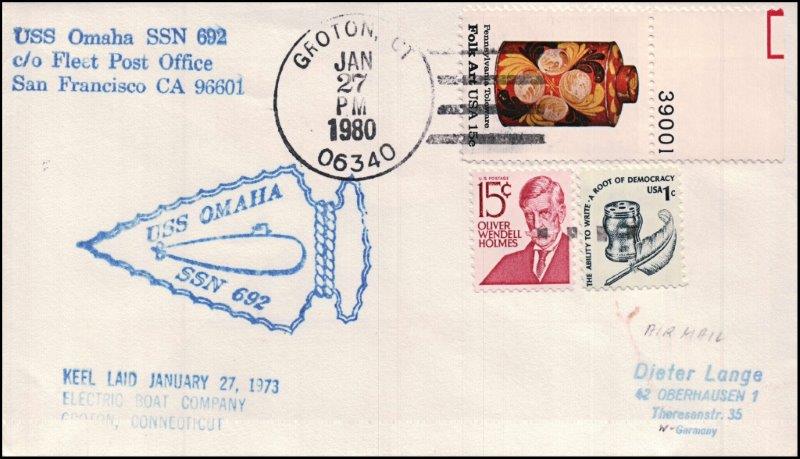 USS Omaha SSN 692
c/o Fleet Post Office
San Francisco CA 96601
GROTON, CT
JAN
27
PM
1980
06340
Pennsylvania Toleware
Folk Art USA 15c
39001
U.S. POSTAGE
15¢
OLIVER
WENDELL
HOLMES
THE ABILITY TO WRITE · A ROOT OF DEMOCRACY
USA 1c
USS OMAHA
SSN 692
KEEL LAID JANUARY 27, 1973
ELECTRIC BOAT COMPANY
GROTON, CONNECTICUT
AIR MAIL
Dieter Lange
42 OBERHAUSEN 1
Theresenstr. 35
W-Germany